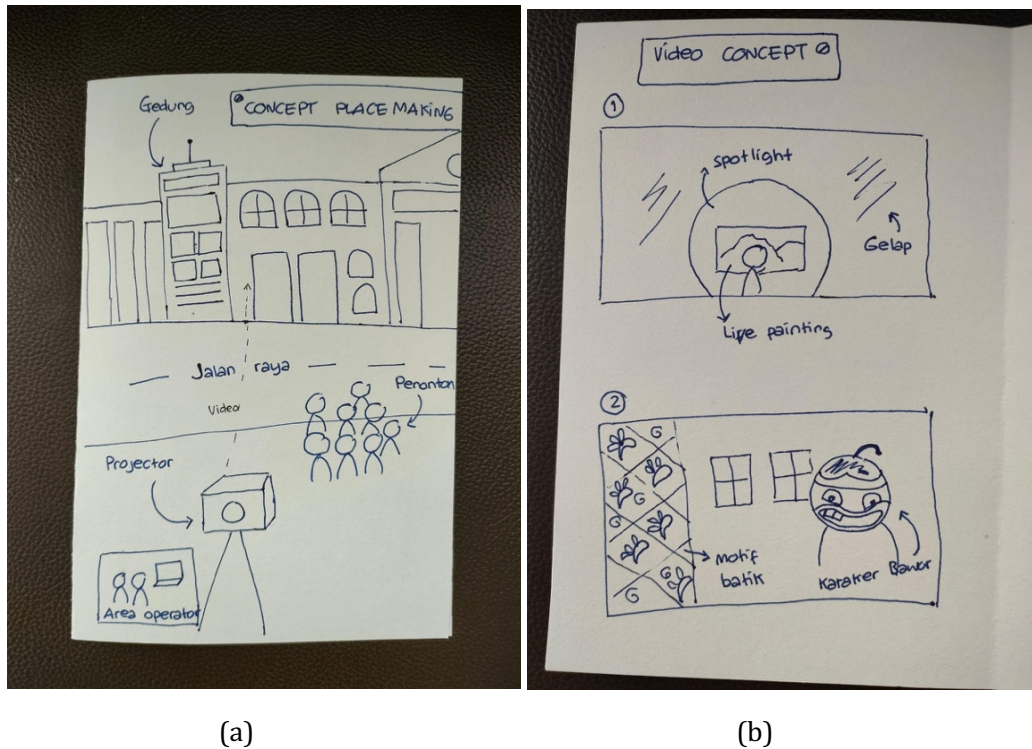 Gedung
CONCEPT PLACE MAKING
Jalan raya
Penonton
Video
Projector
Area operator
(a)
Video CONCEPT
1
spotlight
Gelap
Live painting
2
G
G
G
G
G
motif
batik
Karakter Bawor
(b)